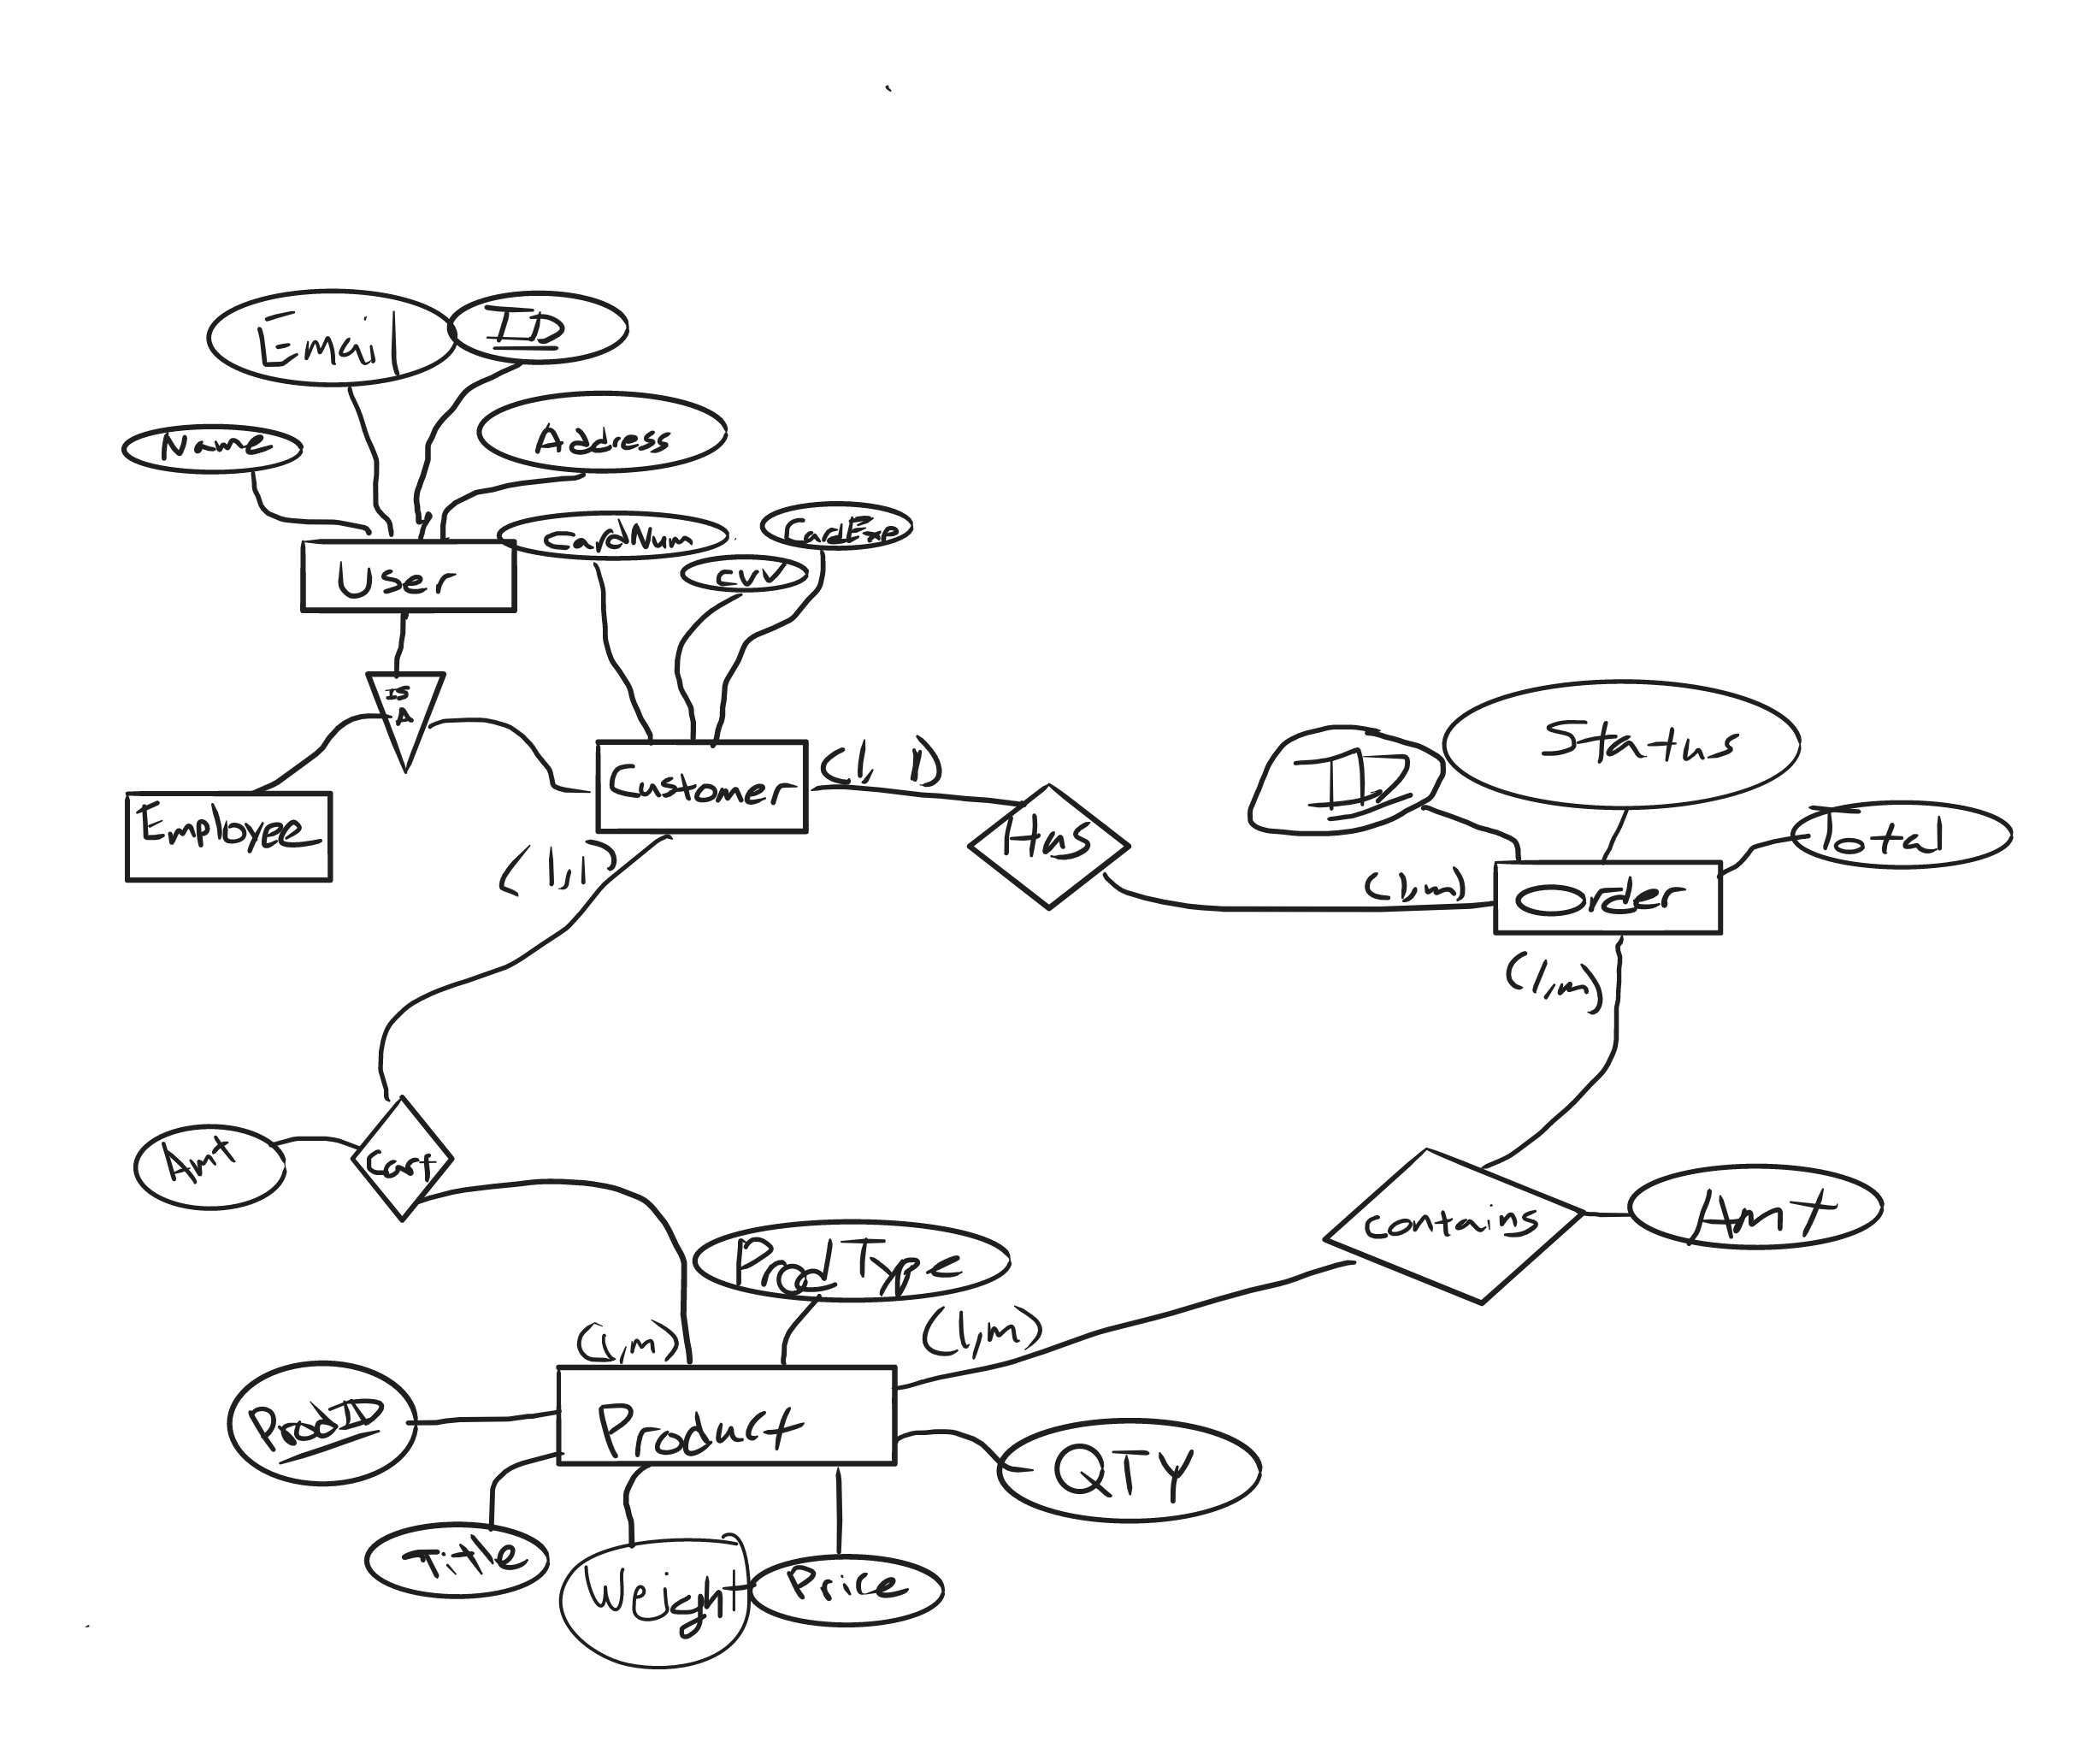 Email
ID
Address
Name
CardNum
CardExp
CVV
User
IS
A
Customer
(1,1)
Employee
(1,1)
Has
ID
Status
Total
(1,m)
Order
(1,m)
Amt
Cart
contains
Amt
ProdType
(1,m)
(1,m)
ProdID
Product
QTY
Title
Weight
Price